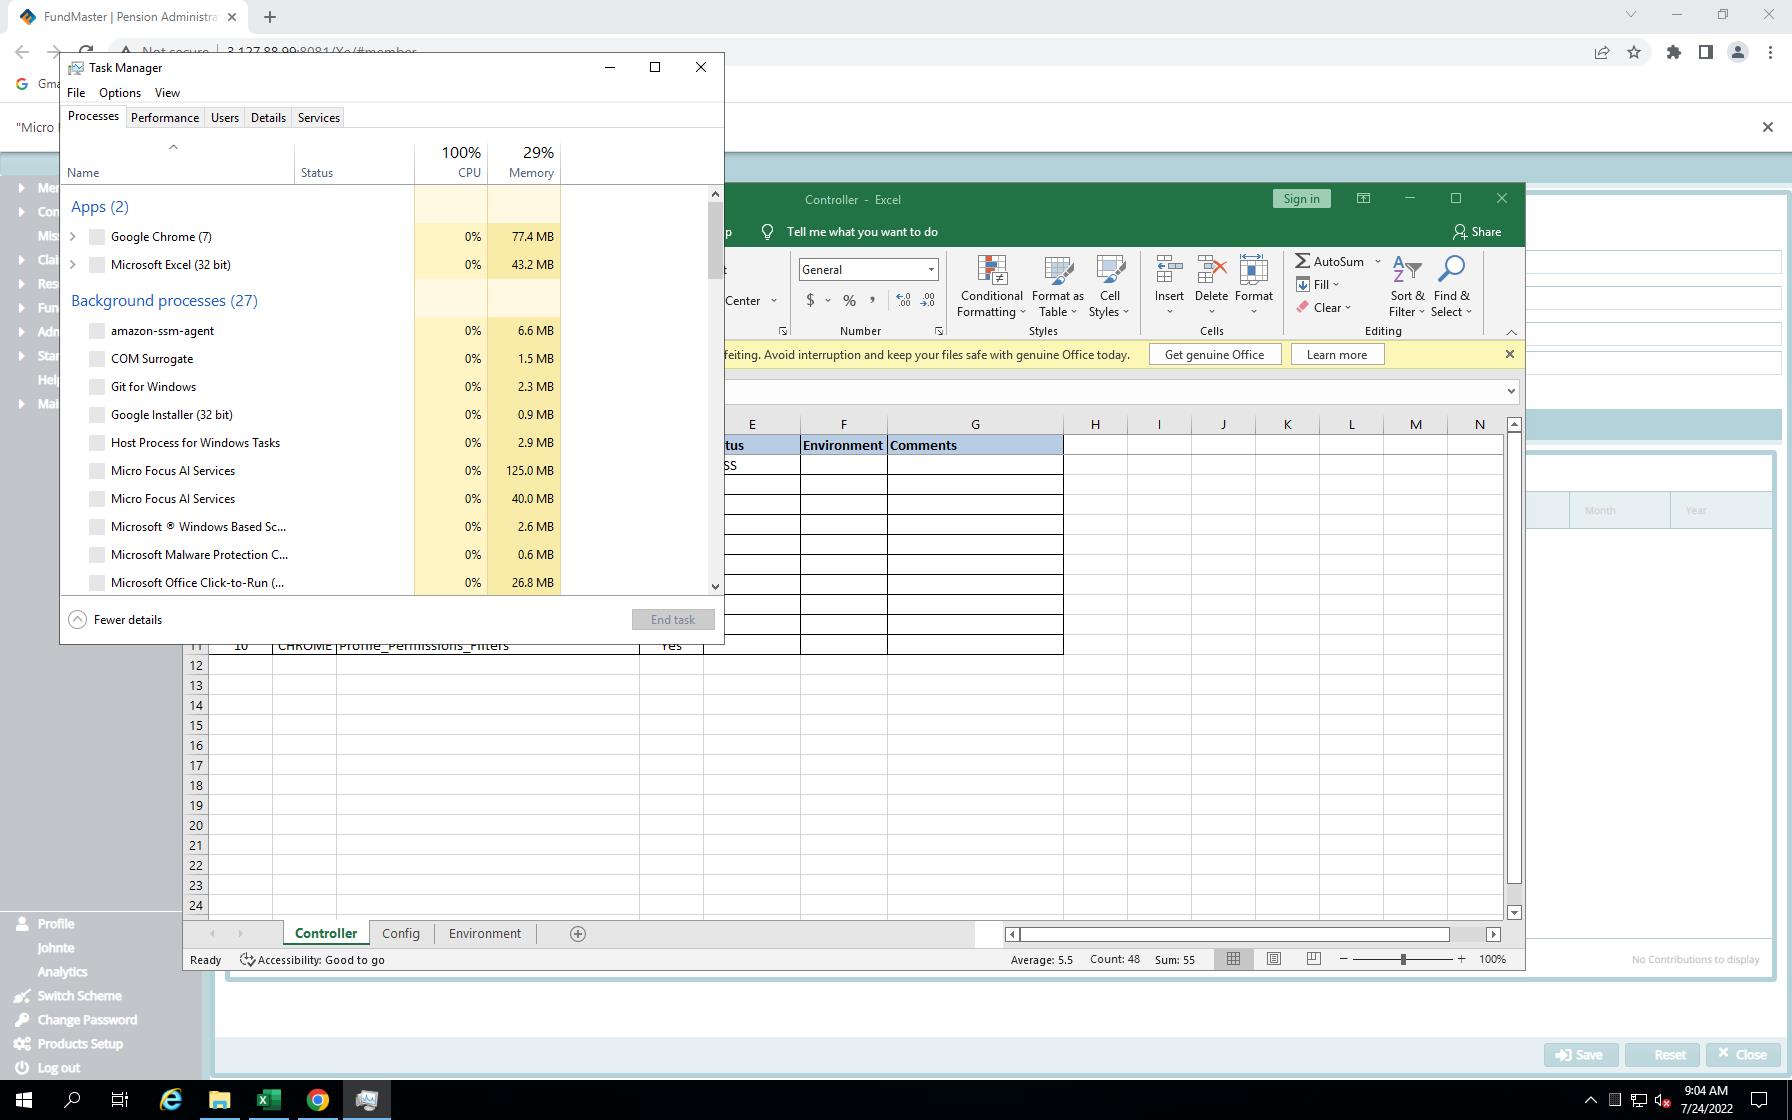 FundMaster | Pension Administra
Not secure | 3.127.88.99:8081/Xe/#member
Gma
"Micro
Task Manager
File Options View
Processes Performance Users Details Services
100% 29%
Name Status CPU Memory
Apps (2)
Google Chrome (7) 0% 77.4 MB
Microsoft Excel (32 bit) 0% 43.2 MB
Background processes (27)
amazon-ssm-agent 0% 6.6 MB
COM Surrogate 0% 1.5 MB
Git for Windows 0% 2.3 MB
Google Installer (32 bit) 0% 0.9 MB
Host Process for Windows Tasks 0% 2.9 MB
Micro Focus AI Services 0% 125.0 MB
Micro Focus AI Services 0% 40.0 MB
Microsoft ® Windows Based Sc... 0% 2.6 MB
Microsoft Malware Protection C... 0% 0.6 MB
Microsoft Office Click-to-Run (... 0% 26.8 MB
Fewer details End task
Controller - Excel Sign in
p Tell me what you want to do Share
General
Center
$ % ,
Number
Conditional Formatting
Format as Table
Cell Styles
Styles
Insert Delete Format
Cells
AutoSum
Fill
Clear
Sort & Filter
Find & Select
Editing
feiting. Avoid interruption and keep your files safe with genuine Office today. Get genuine Office Learn more
E F G H I J K L M N
tus Environment Comments
SS
11 10 CHROME Profile_Permissions_Filters Yes
12
13
14
15
16
17
18
19
20
21
22
23
24
Controller Config Environment
Ready Accessibility: Good to go Average: 5.5 Count: 48 Sum: 55 100%
Month Year
No Contributions to display
Mer
Con
Mis
Clai
Res
Fun
Adm
Stan
Help
Mai
Profile
Johnte
Analytics
Switch Scheme
Change Password
Products Setup
Log out
Save Reset Close
9:04 AM
7/24/2022